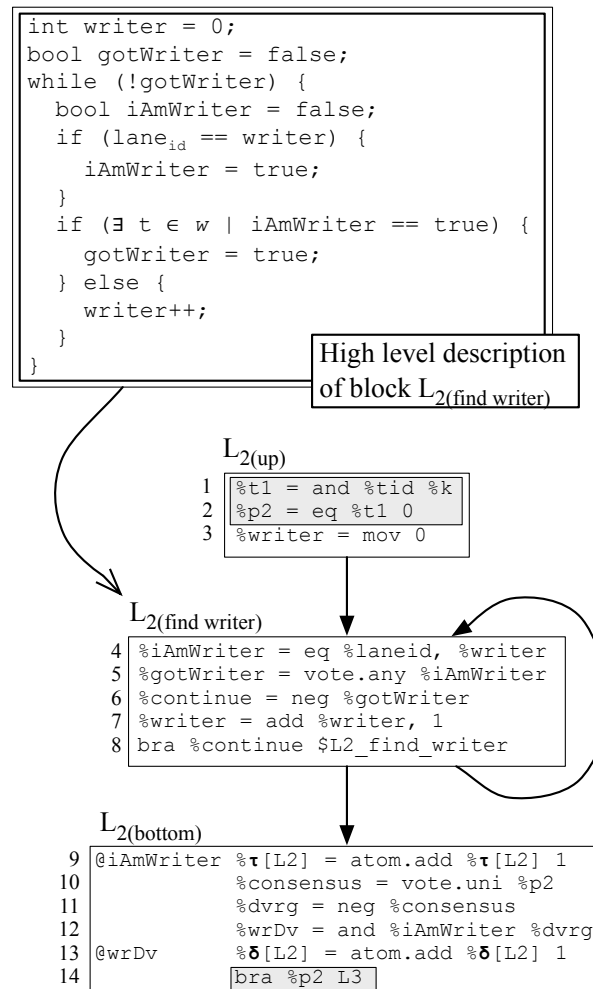 int writer = 0;
bool gotWriter = false;
while (!gotWriter) {
  bool iAmWriter = false;
  if (lane_id == writer) {
    iAmWriter = true;
  }
  if (∃ t ∈ w | iAmWriter == true) {
    gotWriter = true;
  } else {
    writer++;
  }
}
High level description
of block L2(find writer)
L2(up)
1 %t1 = and %tid %k
2 %p2 = eq %t1 0
3 %writer = mov 0
L2(find writer)
4 %iAmWriter = eq %laneid, %writer
5 %gotWriter = vote.any %iAmWriter
6 %continue = neg %gotWriter
7 %writer = add %writer, 1
8 bra %continue $L2_find_writer
L2(bottom)
9 @iAmWriter %τ[L2] = atom.add %τ[L2] 1
10 %consensus = vote.uni %p2
11 %dvrg = neg %consensus
12 %wrDv = and %iAmWriter %dvrg
13 @wrDv %δ[L2] = atom.add %δ[L2] 1
14 bra %p2 L3